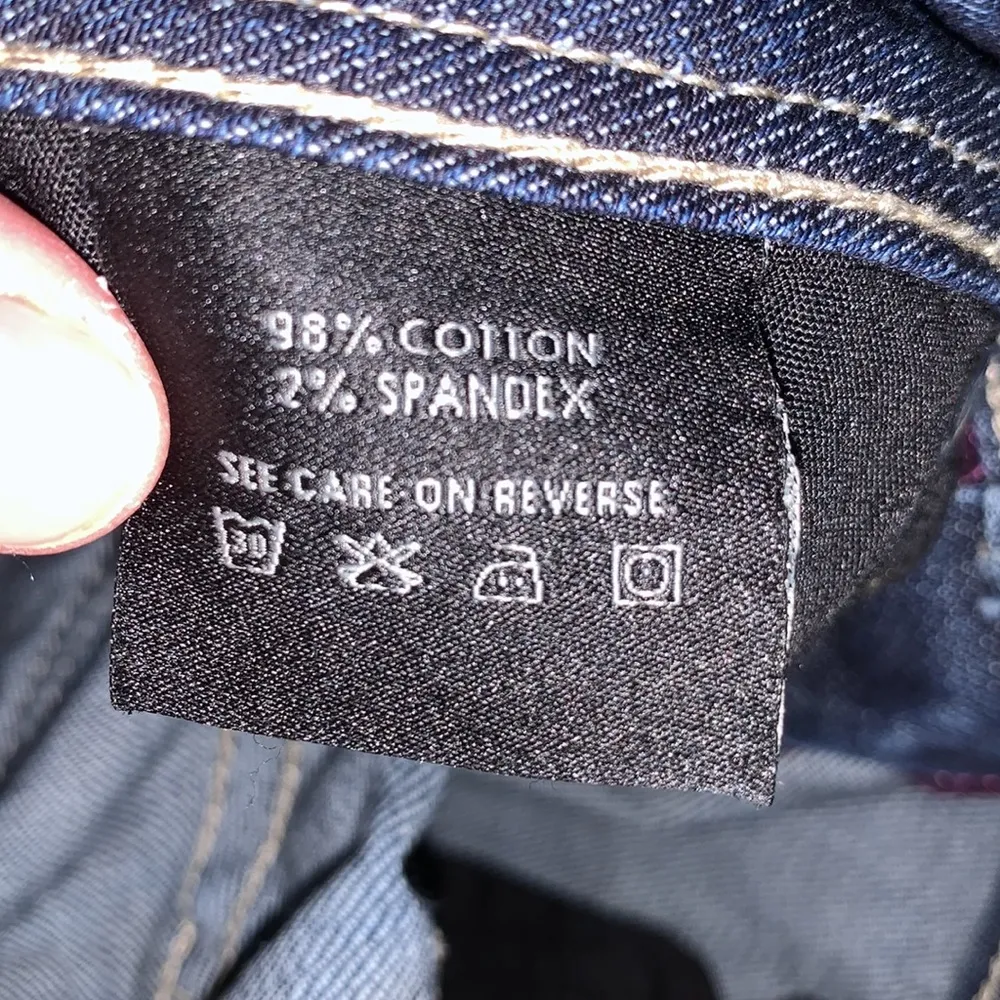 98% COTTON
2% SPANDEX
SEE CARE ON REVERSE
30